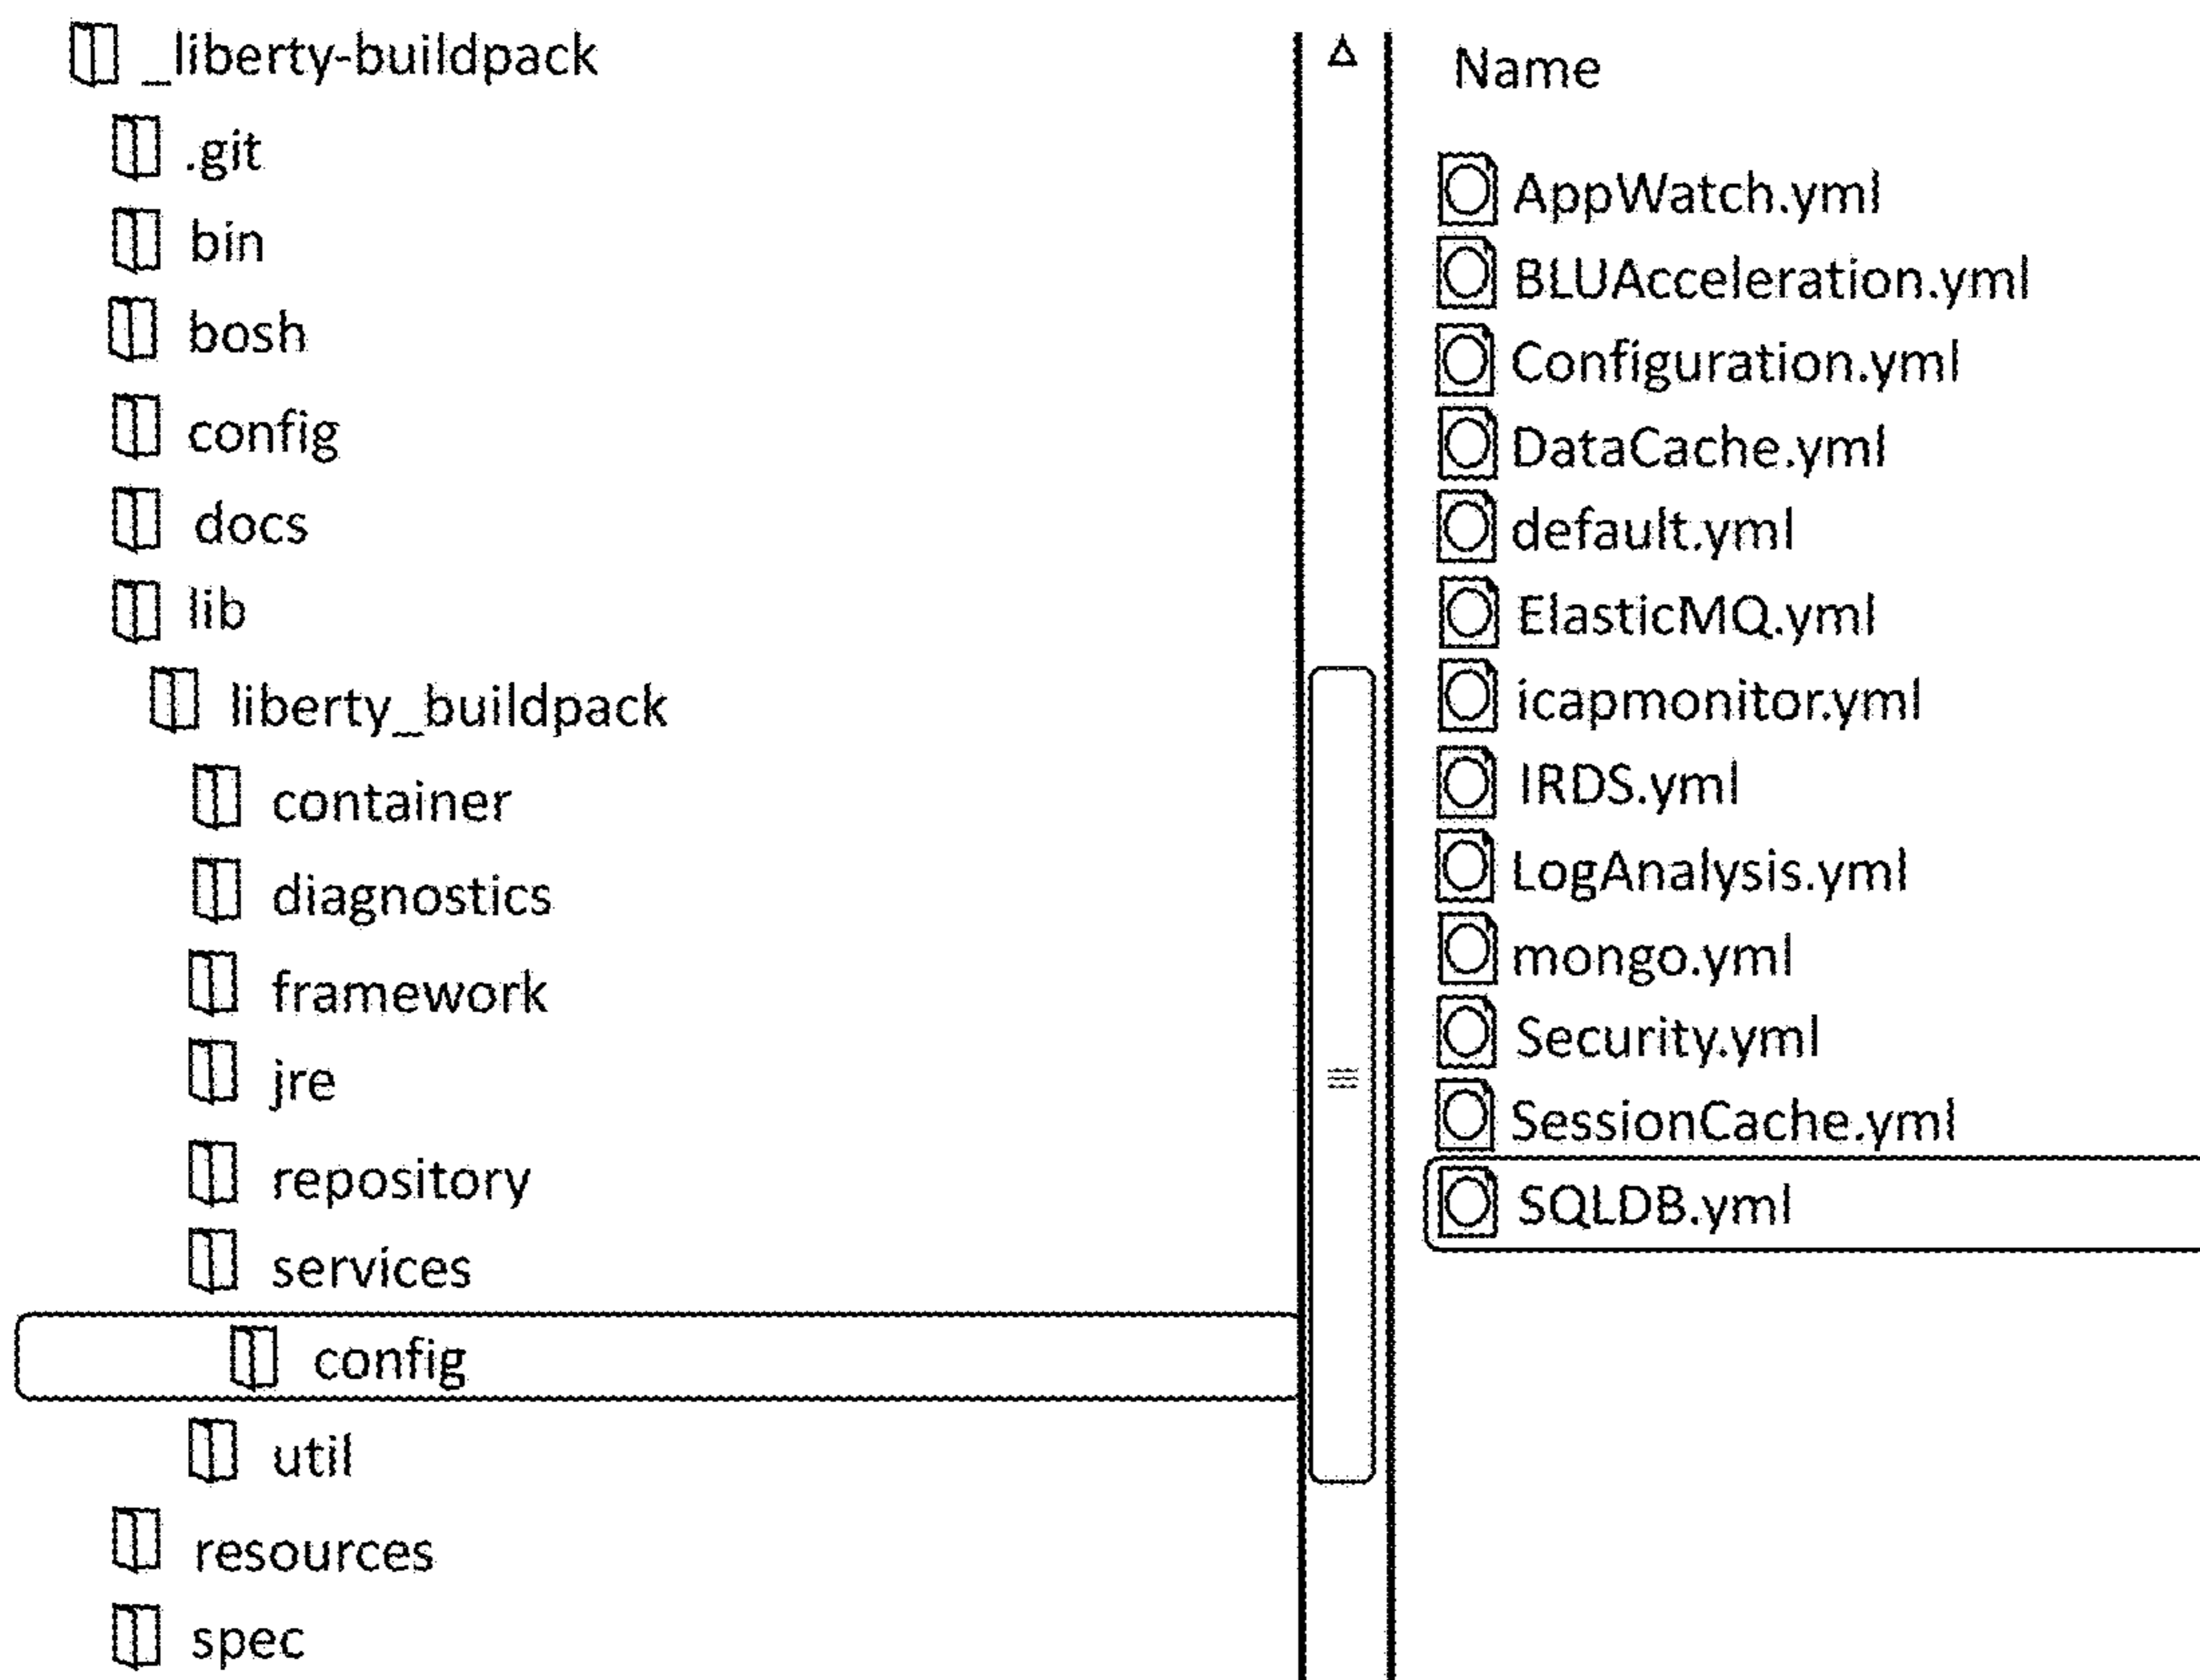 _liberty-buildpack
.git
bin
bosh
config
docs
lib
liberty_buildpack
container
diagnostics
framework
jre
repository
services
config
util
resources
spec
Name
AppWatch.yml
BLUAcceleration.yml
Configuration.yml
DataCache.yml
default.yml
ElasticMQ.yml
icapmonitor.yml
IRDS.yml
LogAnalysis.yml
mongo.yml
Security.yml
SessionCache.yml
SQLDB.yml